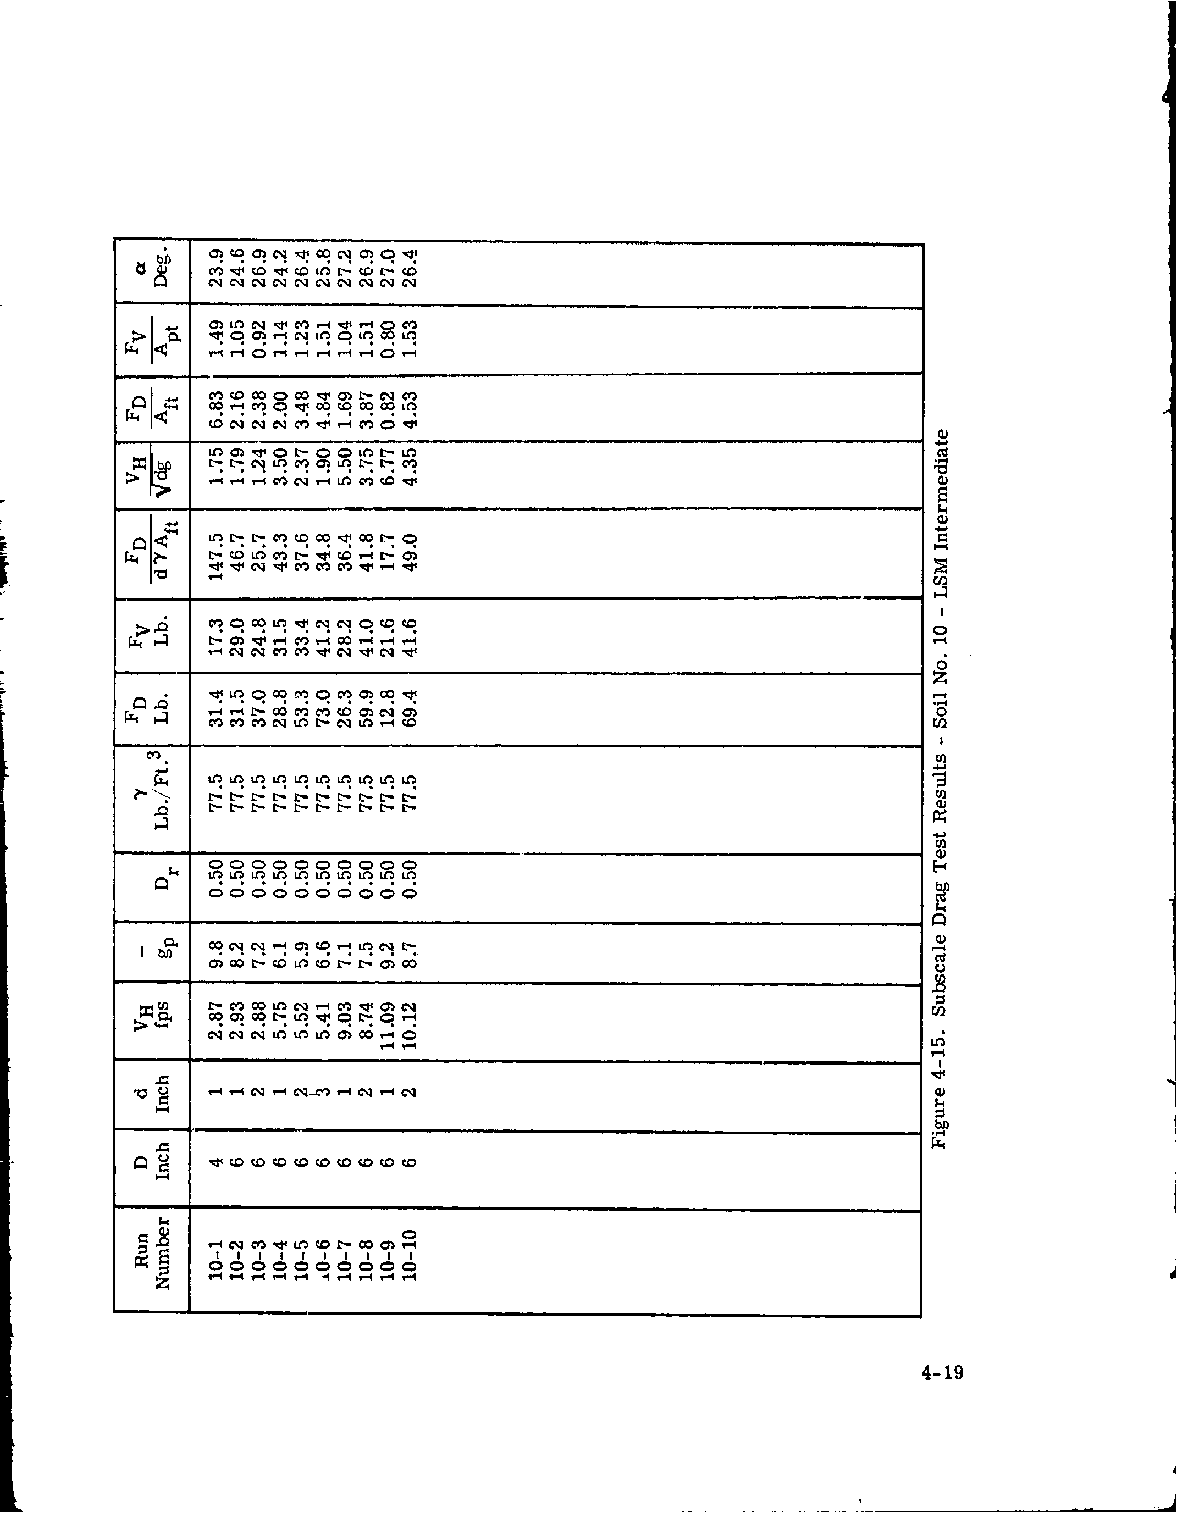 Run Number D Inch d Inch VH fps – gp Dr γ Lb./Ft.3 FD Lb. FV Lb. FD/dγAft VH/√dg FD/Aft FV/Apt α Deg.
10-1 4 1 2.87 9.8 0.50 77.5 31.4 17.3 147.5 1.75 6.83 1.49 23.9
10-2 6 1 2.93 8.2 0.50 77.5 31.5 29.0 46.7 1.79 2.16 1.05 24.6
10-3 6 2 2.88 7.2 0.50 77.5 37.0 24.8 25.7 1.24 2.38 0.92 26.9
10-4 6 1 5.75 6.1 0.50 77.5 28.8 31.5 43.3 3.50 2.00 1.14 24.2
10-5 6 2 5.52 5.9 0.50 77.5 53.3 33.4 37.6 2.37 3.48 1.23 26.4
10-6 6 3 5.41 6.6 0.50 77.5 73.0 41.2 34.8 1.90 4.84 1.51 25.8
10-7 6 1 9.03 7.1 0.50 77.5 26.3 28.2 36.4 5.50 1.69 1.04 27.2
10-8 6 2 8.74 7.5 0.50 77.5 59.9 41.0 41.8 3.75 3.87 1.51 26.9
10-9 6 1 11.09 9.2 0.50 77.5 12.8 21.6 17.7 6.77 0.82 0.80 27.0
10-10 6 2 10.12 8.7 0.50 77.5 69.4 41.6 49.0 4.35 4.53 1.53 26.4
Figure 4-15. Subscale Drag Test Results - Soil No. 10 - LSM Intermediate
4-19